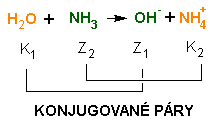 H₂O + NH₃ → OH⁻ + NH₄⁺
K₁ Z₂ Z₁ K₂
KONJUGOVANÉ PÁRY